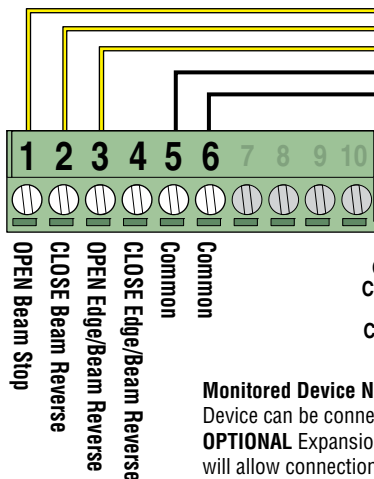 1 2 3 4 5 6 7 8 9 10
OPEN Beam Stop
CLOSE Beam Reverse
OPEN Edge/Beam Reverse
CLOSE Edge/Beam Reverse
Common
Common
C
C
Monitored Device N
Device can be conne
OPTIONAL Expansio
will allow connection